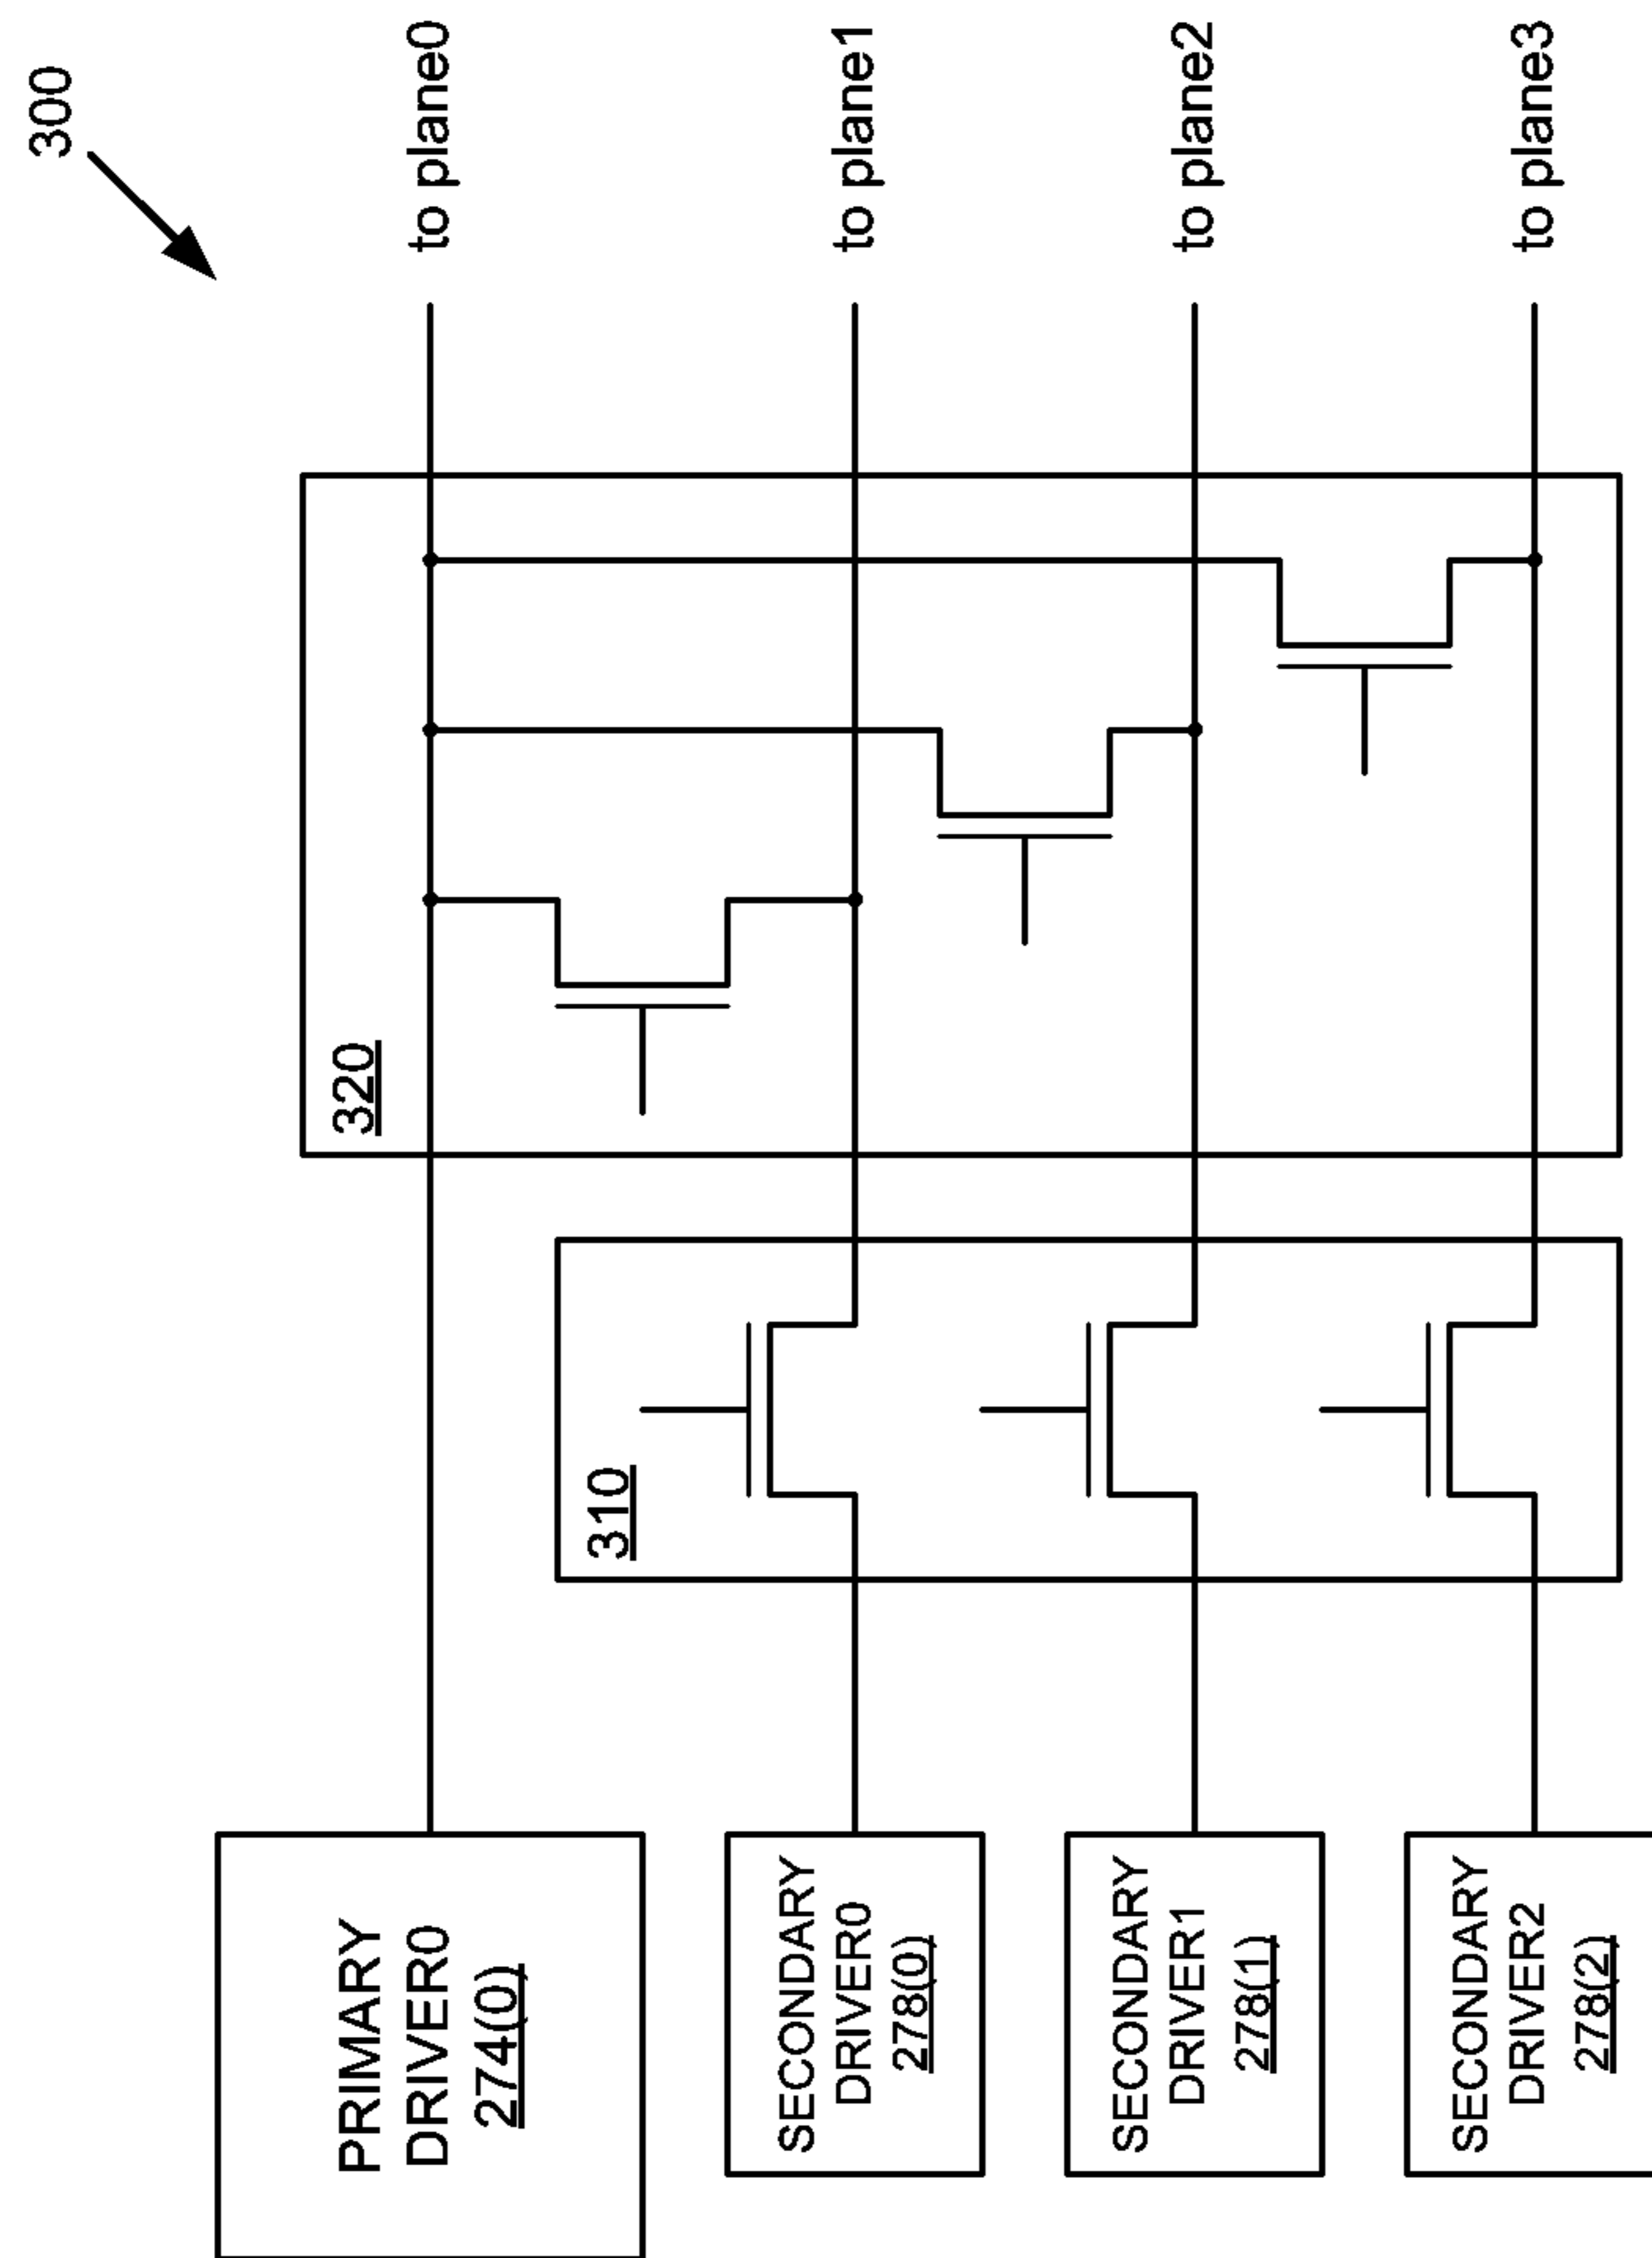 300
PRIMARY
DRIVER0
274(0)
to plane0
320
310
SECONDARY
DRIVER0
278(0)
to plane1
SECONDARY
DRIVER1
278(1)
to plane2
SECONDARY
DRIVER2
278(2)
to plane3